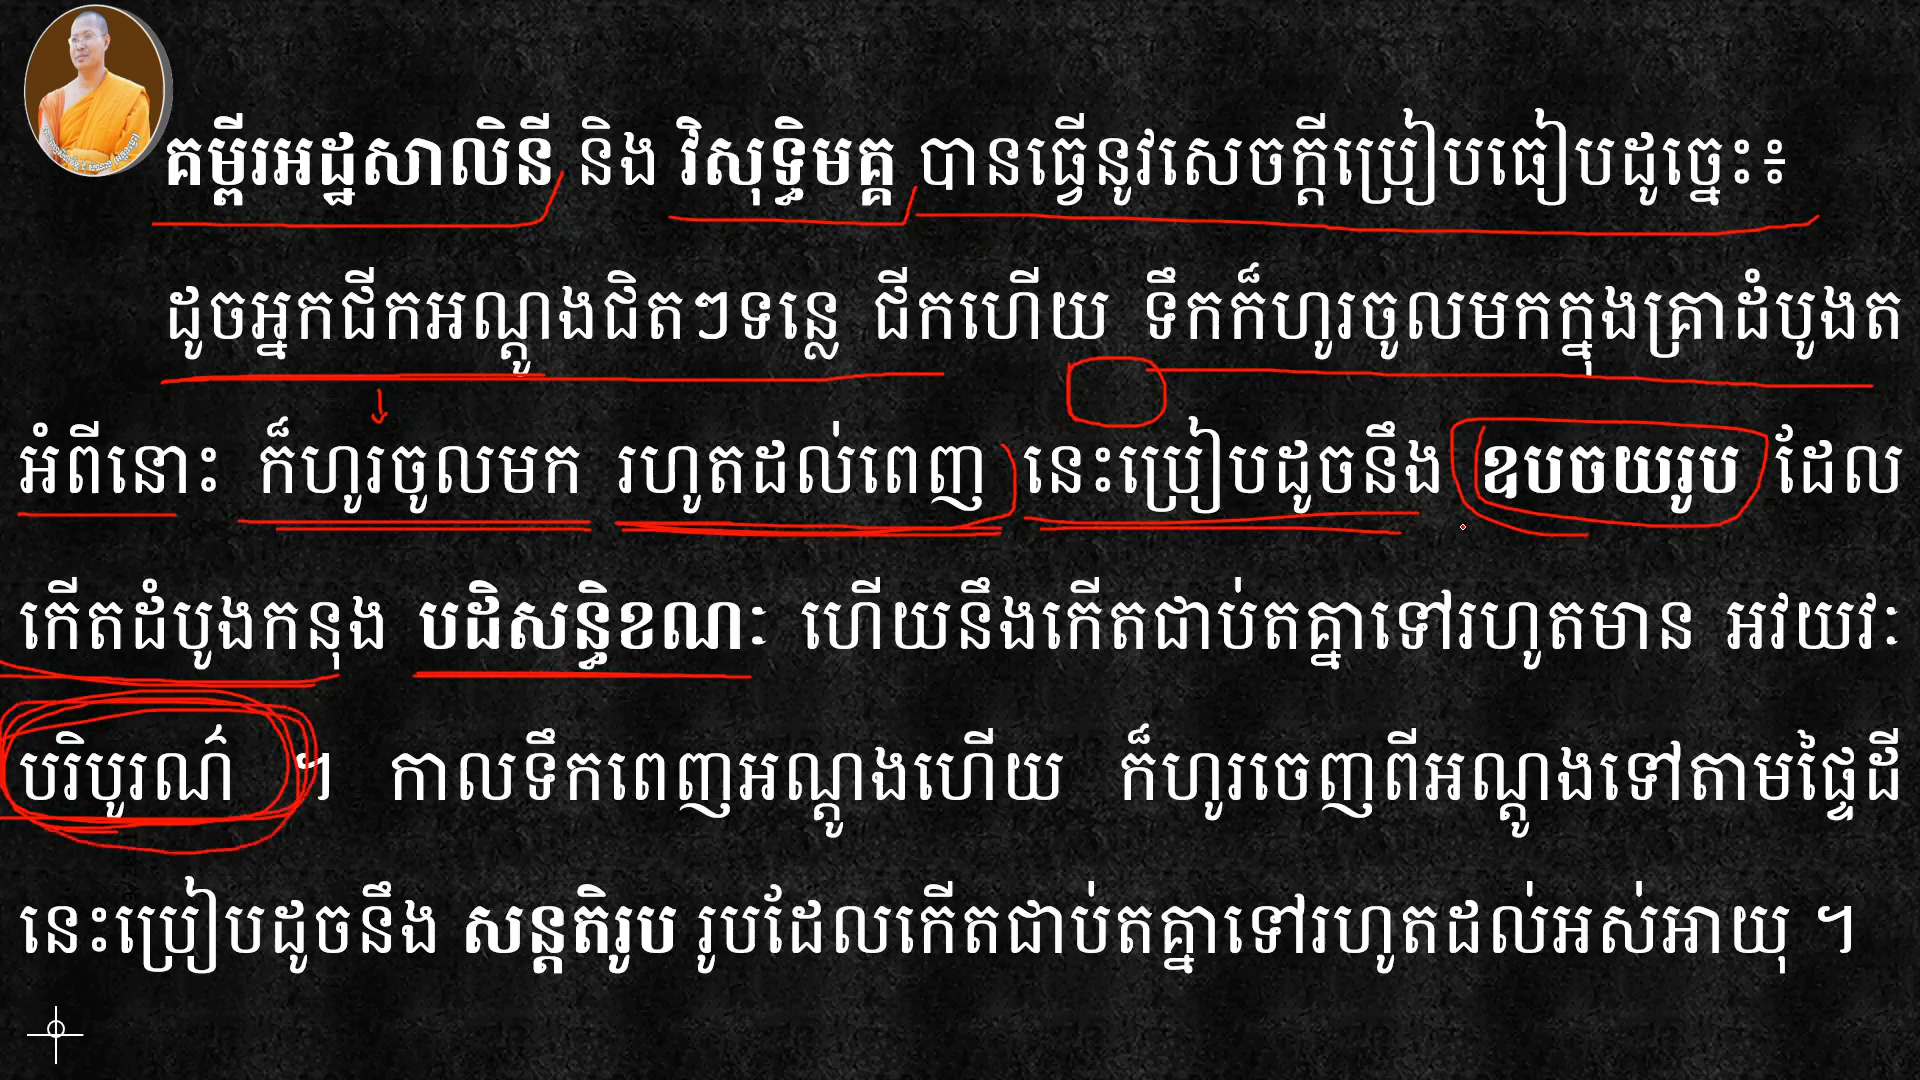 គម្ពីរអដ្ឋសាលិនី និង វិសុទ្ធិមគ្គ បានធ្វើនូវសេចក្ដីប្រៀបធៀបដូច្នេះ៖
ដូចអ្នកជីកអណ្ដូងជិតៗទន្លេ ជីកហើយ ទឹកក៏ហូរចូលមកក្នុងគ្រាដំបូងត
អំពីនោះ ក៏ហូរចូលមក រហូតដល់ពេញ នេះប្រៀបដូចនឹង ឧបចយរូប ដែល
កើតដំបូងកនុង បដិសន្ធិខណៈ ហើយនឹងកើតជាប់តគ្នាទៅរហូតមាន អវយវៈ
បរិបូរណ៌ ។ កាលទឹកពេញអណ្ដូងហើយ ក៏ហូរចេញពីអណ្ដូងទៅតាមផ្ទៃដី
នេះប្រៀបដូចនឹង សន្តតិរូប រូបដែលកើតជាប់តគ្នាទៅរហូតដល់អស់អាយុ ។